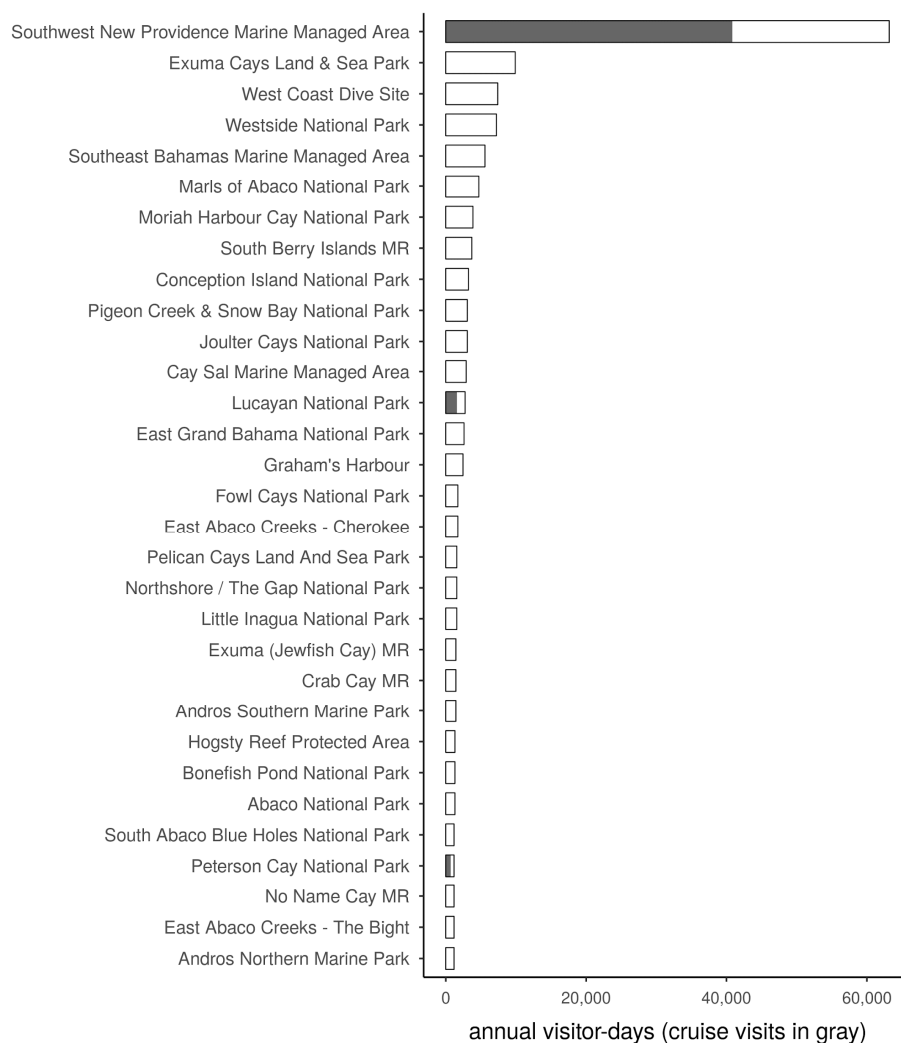 Southwest New Providence Marine Managed Area
Exuma Cays Land & Sea Park
West Coast Dive Site
Westside National Park
Southeast Bahamas Marine Managed Area
Marls of Abaco National Park
Moriah Harbour Cay National Park
South Berry Islands MR
Conception Island National Park
Pigeon Creek & Snow Bay National Park
Joulter Cays National Park
Cay Sal Marine Managed Area
Lucayan National Park
East Grand Bahama National Park
Graham's Harbour
Fowl Cays National Park
East Abaco Creeks - Cherokee
Pelican Cays Land And Sea Park
Northshore / The Gap National Park
Little Inagua National Park
Exuma (Jewfish Cay) MR
Crab Cay MR
Andros Southern Marine Park
Hogsty Reef Protected Area
Bonefish Pond National Park
Abaco National Park
South Abaco Blue Holes National Park
Peterson Cay National Park
No Name Cay MR
East Abaco Creeks - The Bight
Andros Northern Marine Park
0 20,000 40,000 60,000
annual visitor-days (cruise visits in gray)